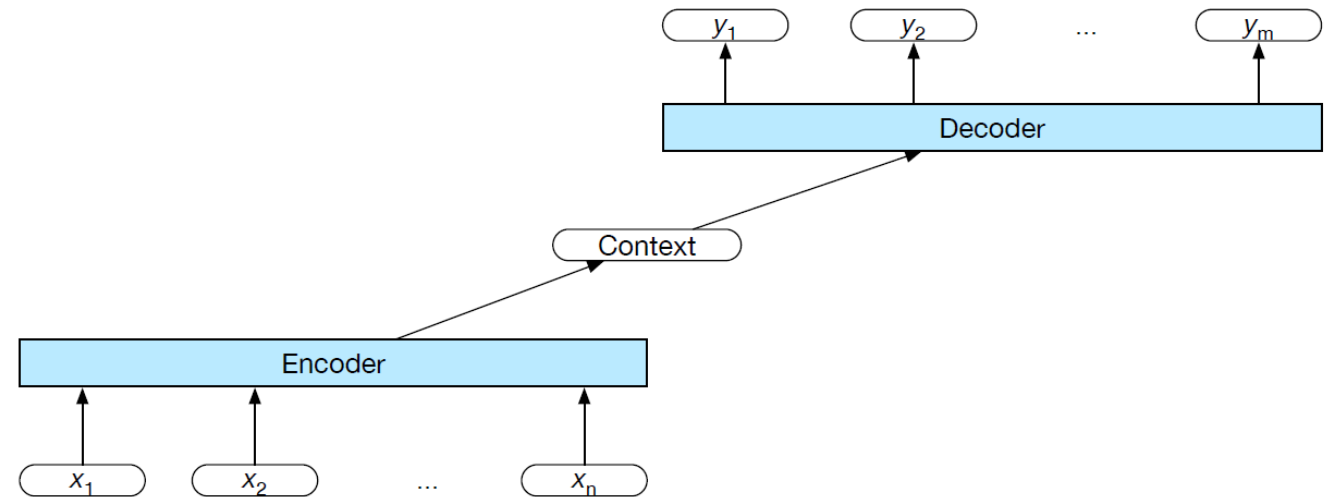 y1 y2 ... ym
Decoder
Context
Encoder
x1 x2 ... xn